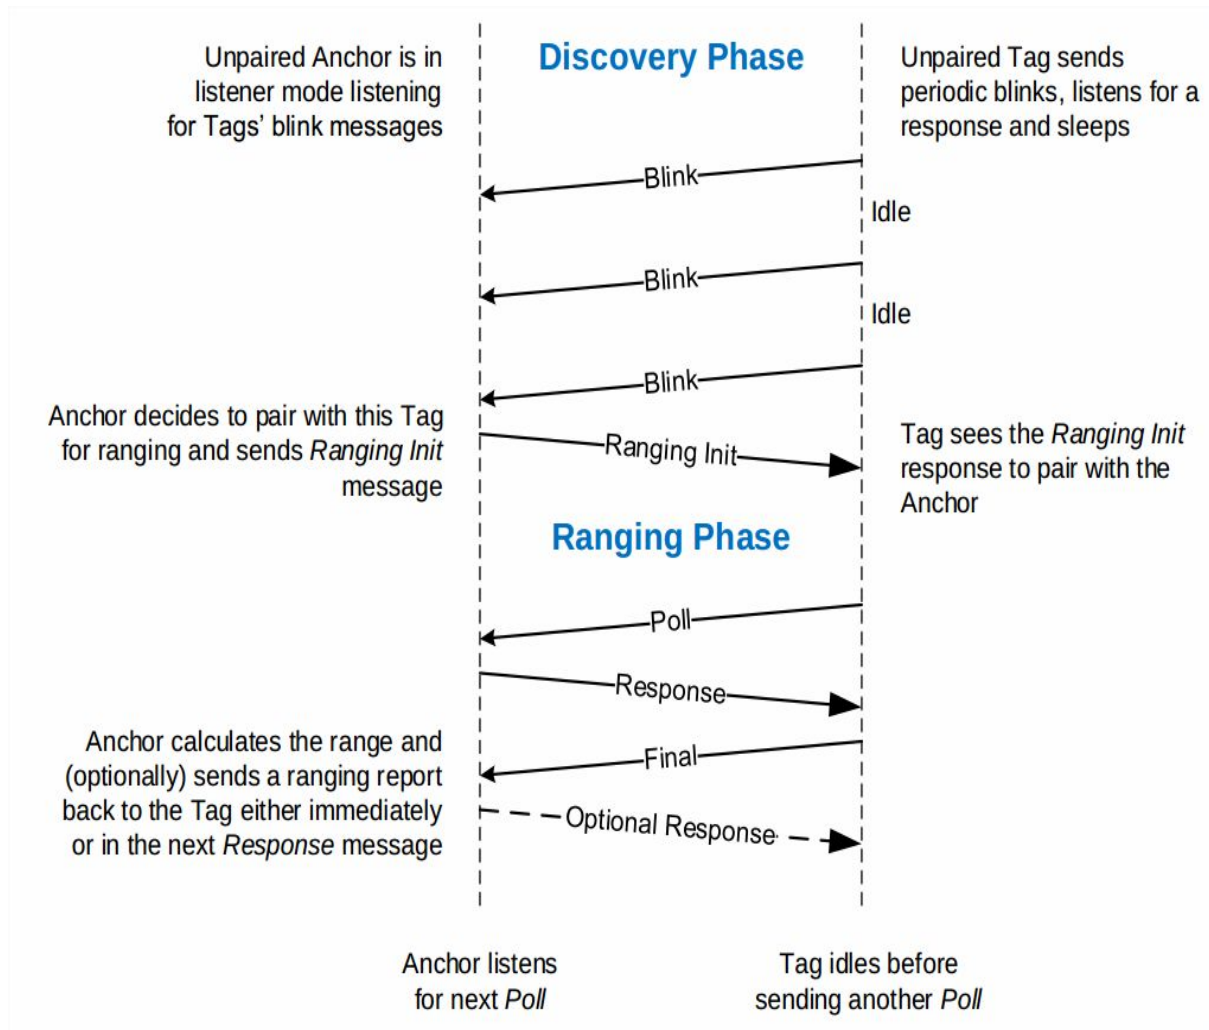 Discovery Phase
Unpaired Anchor is in
listener mode listening
for Tags’ blink messages
Unpaired Tag sends
periodic blinks, listens for a
response and sleeps
Blink
Idle
Blink
Idle
Blink
Anchor decides to pair with this Tag
for ranging and sends Ranging Init
message
Ranging Init
Tag sees the Ranging Init
response to pair with the
Anchor
Ranging Phase
Poll
Response
Final
Anchor calculates the range and
(optionally) sends a ranging report
back to the Tag either immediately
or in the next Response message
Optional Response
Anchor listens
for next Poll
Tag idles before
sending another Poll